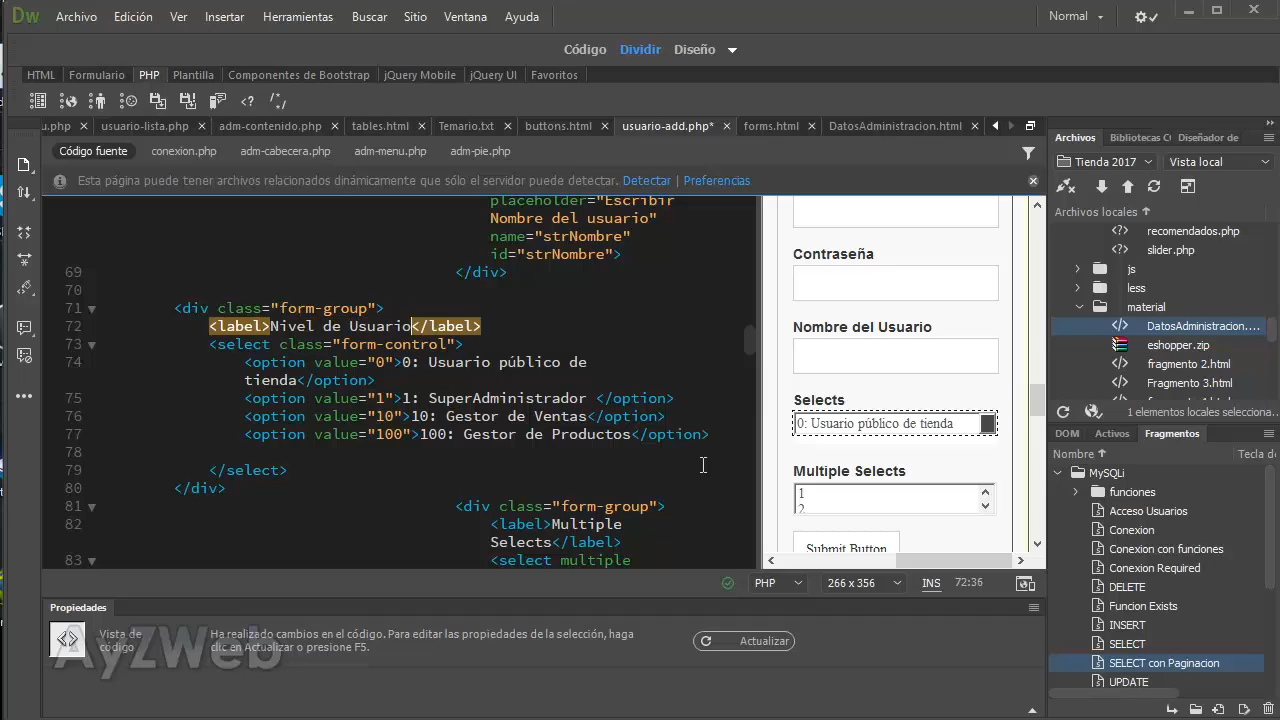 Dw Archivo Edición Ver Insertar Herramientas Buscar Sitio Ventana Ayuda Normal
Código Dividir Diseño
HTML Formulario PHP Plantilla Componentes de Bootstrap jQuery Mobile jQuery UI Favoritos
u.php usuario-lista.php adm-contenido.php tables.html Temario.txt buttons.html usuario-add.php* forms.html DatosAdministracion.html
Código fuente conexion.php adm-cabecera.php adm-menu.php adm-pie.php
Esta página puede tener archivos relacionados dinámicamente que sólo el servidor puede detectar. Detectar | Preferencias
placeholder="Escribir
Nombre del usuario"
name="strNombre"
id="strNombre">
69 </div>
70
71 <div class="form-group">
72 <label>Nivel de Usuario</label>
73 <select class="form-control">
74 <option value="0">0: Usuario público de
tienda</option>
75 <option value="1">1: SuperAdministrador </option>
76 <option value="10">10: Gestor de Ventas</option>
77 <option value="100">100: Gestor de Productos</option>
78
79 </select>
80 </div>
81 <div class="form-group">
82 <label>Multiple
Selects</label>
83 <select multiple
Contraseña
Nombre del Usuario
Selects
0: Usuario público de tienda
Multiple Selects
1
2
Submit Button
PHP 266 x 356 INS 72:36
Propiedades
Vista de
código
Ha realizado cambios en el código. Para editar las propiedades de la selección, haga
clic en Actualizar o presione F5.
Actualizar
AyZWeb
Archivos Bibliotecas C Diseñador de
Tienda 2017 Vista local
Archivos locales
recomendados.php
slider.php
js
less
material
DatosAdministracion....
eshopper.zip
fragmento 2.html
Fragmento 3.html
1 elementos locales selecciona..
DOM Activos Fragmentos
Nombre Tecla d
MySQLi
funciones
Acceso Usuarios
Conexion
Conexion con funciones
Conexion Required
DELETE
Funcion Exists
INSERT
SELECT
SELECT con Paginacion
UPDATE